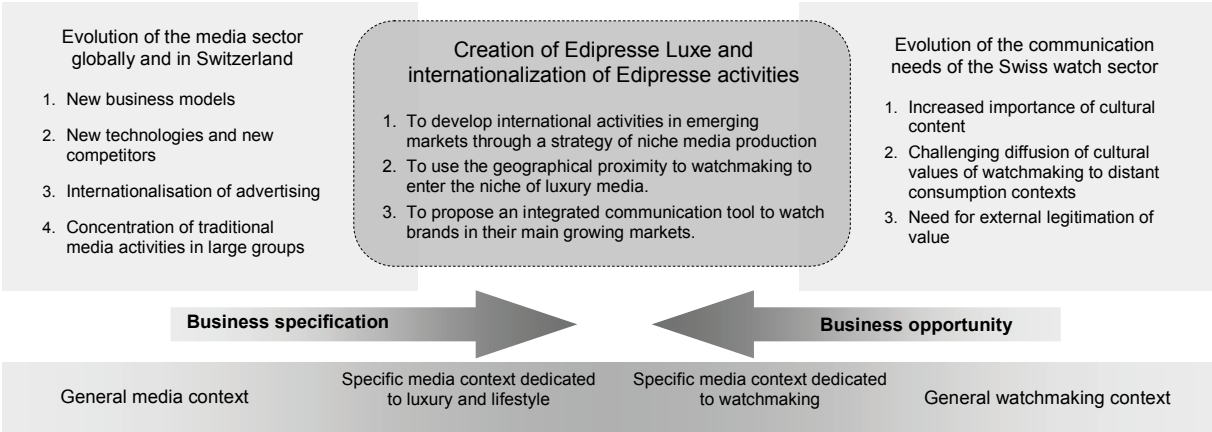 Evolution of the media sector
globally and in Switzerland
1. New business models
2. New technologies and new
competitors
3. Internationalisation of advertising
4. Concentration of traditional
media activities in large groups
Creation of Edipresse Luxe and
internationalization of Edipresse activities
1. To develop international activities in emerging
markets through a strategy of niche media production
2. To use the geographical proximity to watchmaking to
enter the niche of luxury media.
3. To propose an integrated communication tool to watch
brands in their main growing markets.
Evolution of the communication
needs of the Swiss watch sector
1. Increased importance of cultural
content
2. Challenging diffusion of cultural
values of watchmaking to distant
consumption contexts
3. Need for external legitimation of
value
Business specification
Business opportunity
General media context
Specific media context dedicated
to luxury and lifestyle
Specific media context dedicated
to watchmaking
General watchmaking context